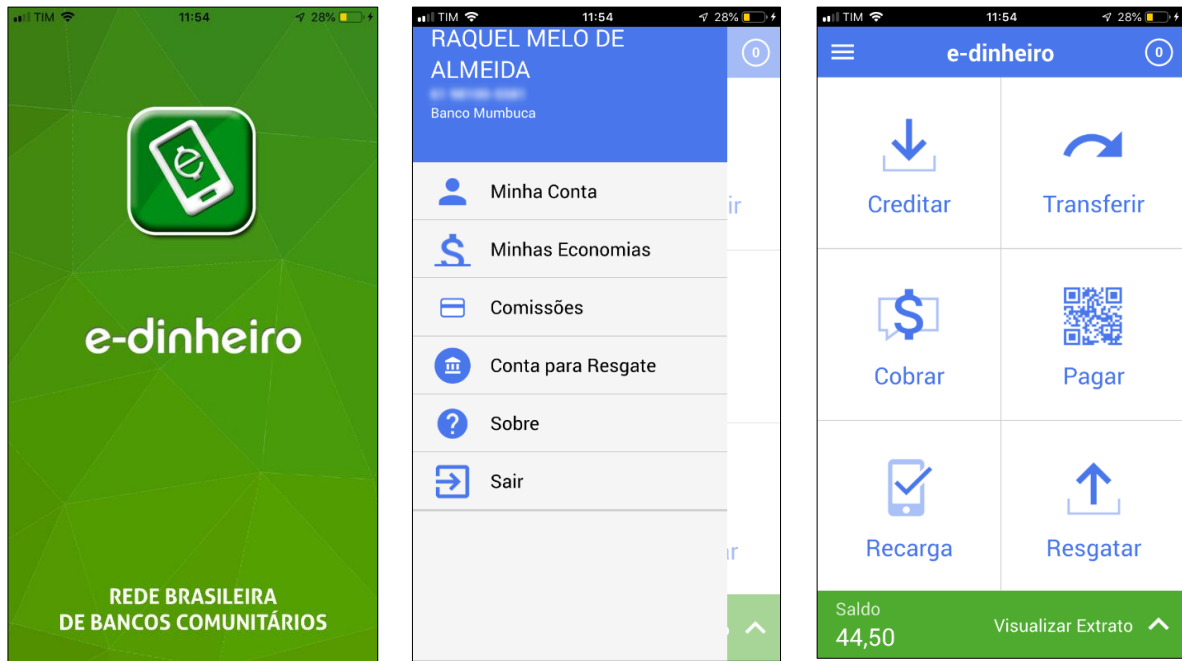 TIM 11:54 28%
e-dinheiro
REDE BRASILEIRA
DE BANCOS COMUNITÁRIOS
TIM 11:54 28%
RAQUEL MELO DE
ALMEIDA
0
Banco Mumbuca
Minha Conta
ir
Minhas Economias
Comissões
Conta para Resgate
Sobre
Sair
ar
TIM 11:54 28%
e-dinheiro 0
Creditar Transferir
Cobrar Pagar
Recarga Resgatar
Saldo
44,50 Visualizar Extrato